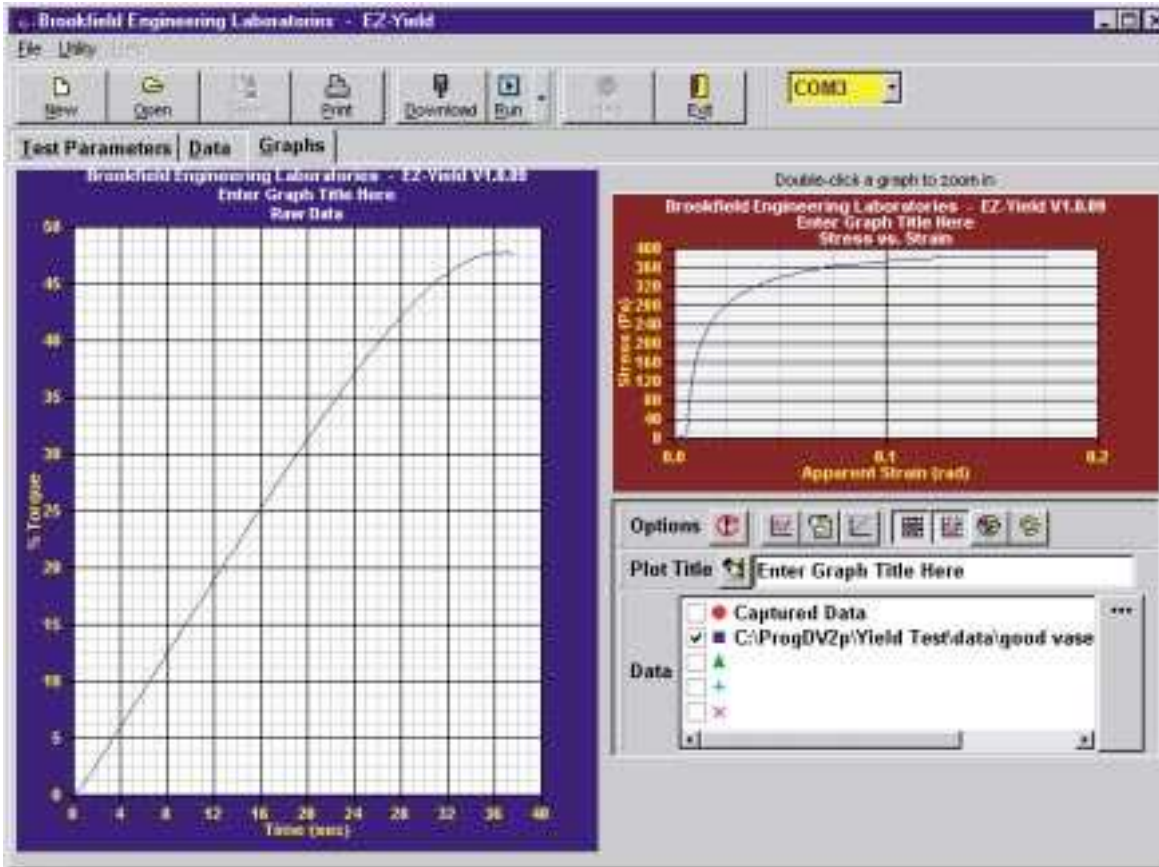 Brookfield Engineering Laboratories - EZ-Yield
File Utility
New Open Print Download Run Exit COM3
Test Parameters Data Graphs
Brookfield Engineering Laboratories - EZ-Yield V1.0.09
Enter Graph Title Here
Raw Data
50
45
40
35
30
25
20
15
10
5
0
% Torque
0 4 8 12 16 20 24 28 32 36 40
Time (sec)
Double-click a graph to zoom in
Brookfield Engineering Laboratories - EZ-Yield V1.0.09
Enter Graph Title Here
Stress vs. Strain
400
360
320
280
240
200
160
120
80
40
0
Stress (Pa)
0.0 0.1 0.2
Apparent Strain (rad)
Options
Plot Title Enter Graph Title Here
Data
Captured Data
C:\ProgDV2p\Yield Test\data\good vase
...